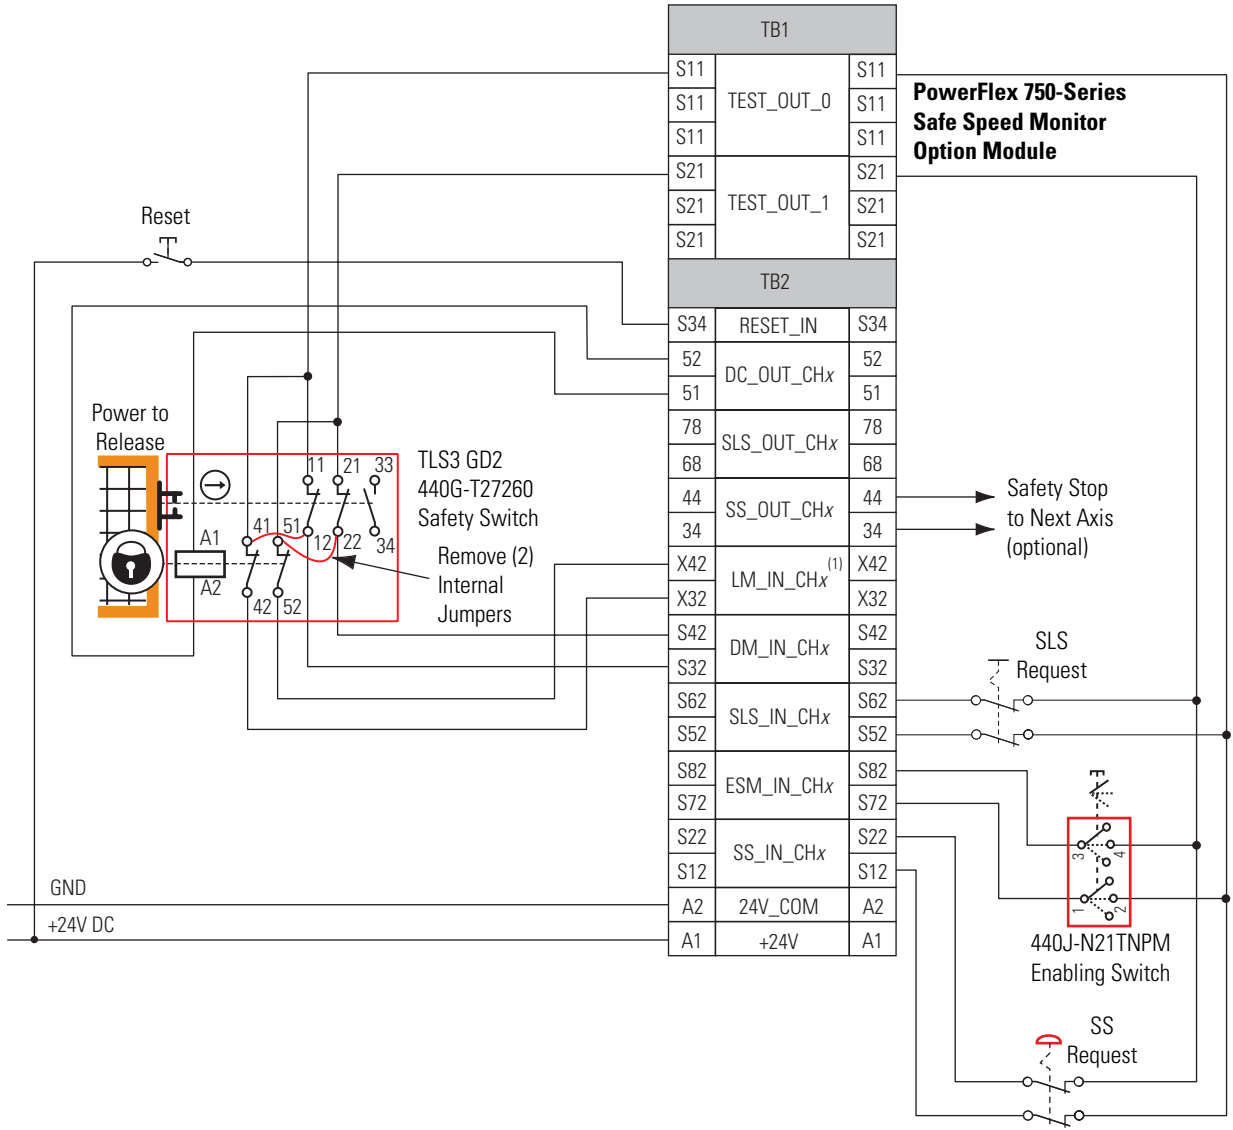 TB1
S11 TEST_OUT_0 S11
S11 S11
S11 S11
S21 TEST_OUT_1 S21
S21 S21
S21 S21
PowerFlex 750-Series
Safe Speed Monitor
Option Module
Reset
TB2
S34 RESET_IN S34
52 DC_OUT_CHx 52
51 51
78 SLS_OUT_CHx 78
68 68
44 SS_OUT_CHx 44
34 34
X42 LM_IN_CHx (1) X42
X32 X32
S42 DM_IN_CHx S42
S32 S32
S62 SLS_IN_CHx S62
S52 S52
S82 ESM_IN_CHx S82
S72 S72
S22 SS_IN_CHx S22
S12 S12
A2 24V_COM A2
A1 +24V A1
Power to
Release
11 21 33
41 51 12 22 34
A1
A2
42 52
TLS3 GD2
440G-T27260
Safety Switch
Remove (2)
Internal
Jumpers
Safety Stop
to Next Axis
(optional)
SLS
Request
3 4
1 2
440J-N21TNPM
Enabling Switch
SS
Request
GND
+24V DC